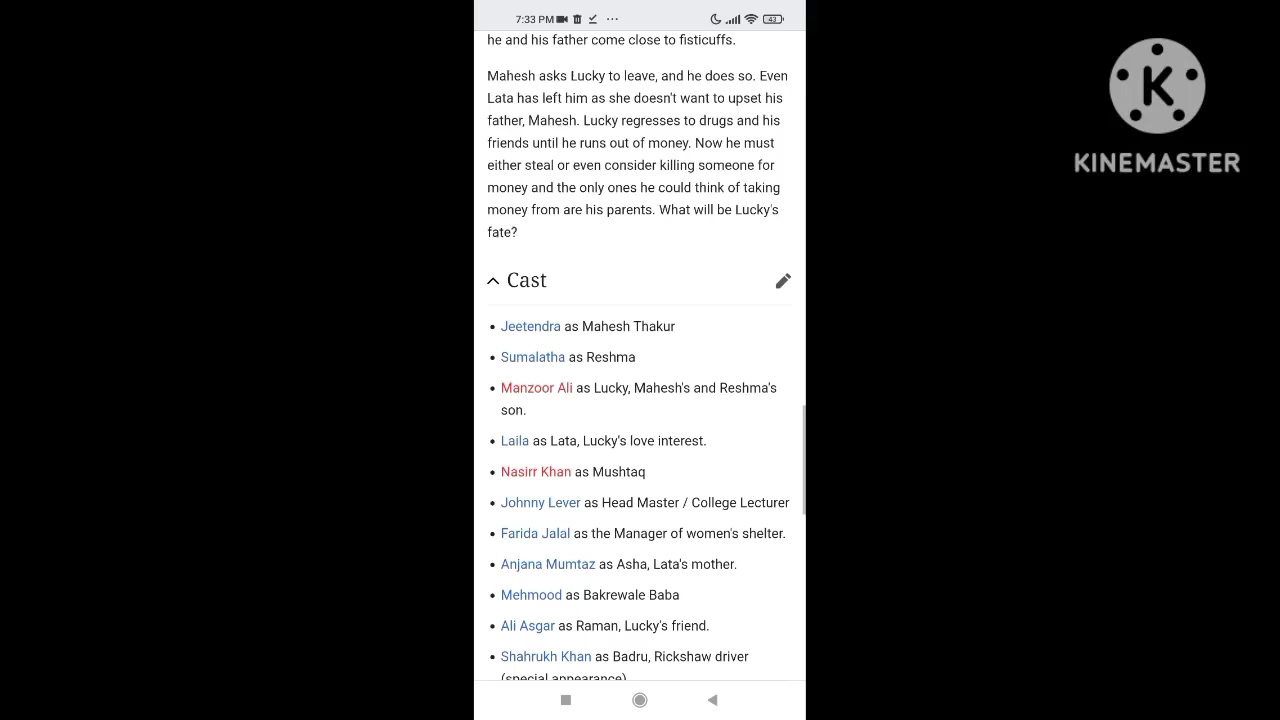 7:33 PM
43
he and his father come close to fisticuffs.
Mahesh asks Lucky to leave, and he does so. Even
Lata has left him as she doesn't want to upset his
father, Mahesh. Lucky regresses to drugs and his
friends until he runs out of money. Now he must
either steal or even consider killing someone for
money and the only ones he could think of taking
money from are his parents. What will be Lucky's
fate?
Cast
• Jeetendra as Mahesh Thakur
• Sumalatha as Reshma
• Manzoor Ali as Lucky, Mahesh's and Reshma's
son.
• Laila as Lata, Lucky's love interest.
• Nasirr Khan as Mushtaq
• Johnny Lever as Head Master / College Lecturer
• Farida Jalal as the Manager of women's shelter.
• Anjana Mumtaz as Asha, Lata's mother.
• Mehmood as Bakrewale Baba
• Ali Asgar as Raman, Lucky's friend.
• Shahrukh Khan as Badru, Rickshaw driver
(special appearance)
K
KINEMASTER